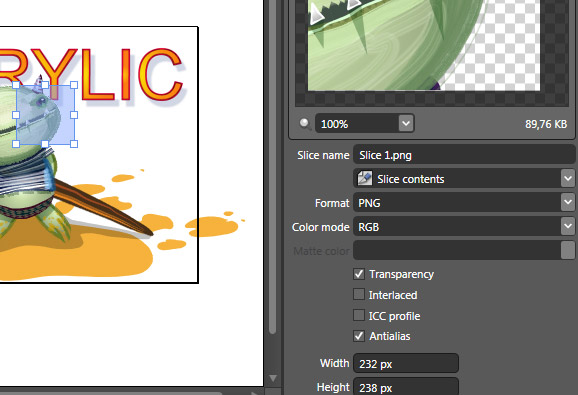 RYLIC
100%
89,76 KB
Slice name
Slice 1.png
Slice contents
Format
PNG
Color mode
RGB
Matte color
Transparency
Interlaced
ICC profile
Antialias
Width
232 px
Height
238 px